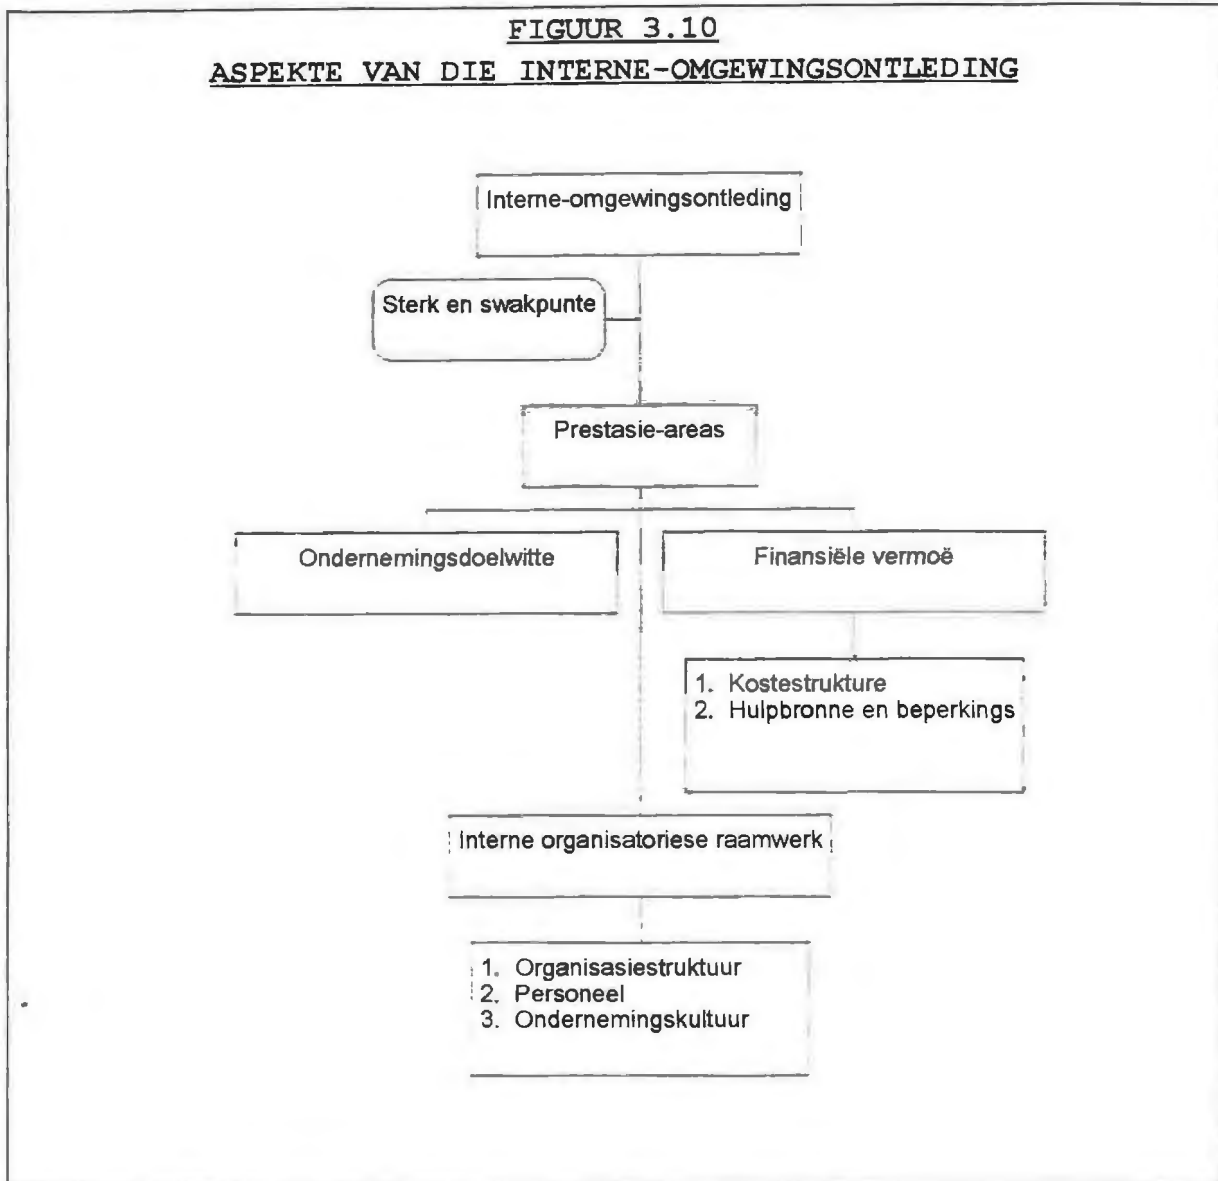 FIGUUR 3.10
ASPEKTE VAN DIE INTERNE-OMGEWINGSONTLEDING
Interne-omgewingsontleding
Sterk en swakpunte
Prestasie-areas
Ondernemingsdoelwitte
Finansiële vermoë
1. Kostestrukture
2. Hulpbronne en beperkings
Interne organisatoriese raamwerk
1. Organisasiestruktuur
2. Personeel
3. Ondernemingskultuur